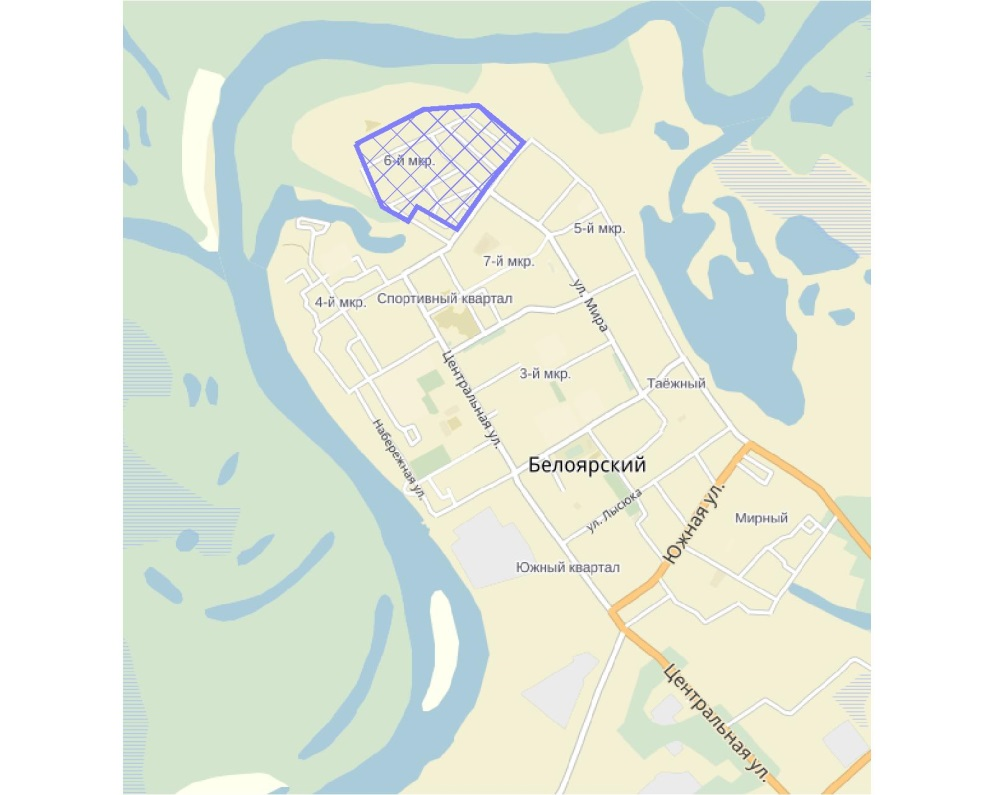 6-й мкр.
5-й мкр.
7-й мкр.
4-й мкр.
Спортивный квартал
ул. Мира
Центральная ул.
3-й мкр.
Таёжный
Набережная ул.
Белоярский
ул. Лысюка
Южная ул.
Мирный
Южный квартал
Центральная ул.